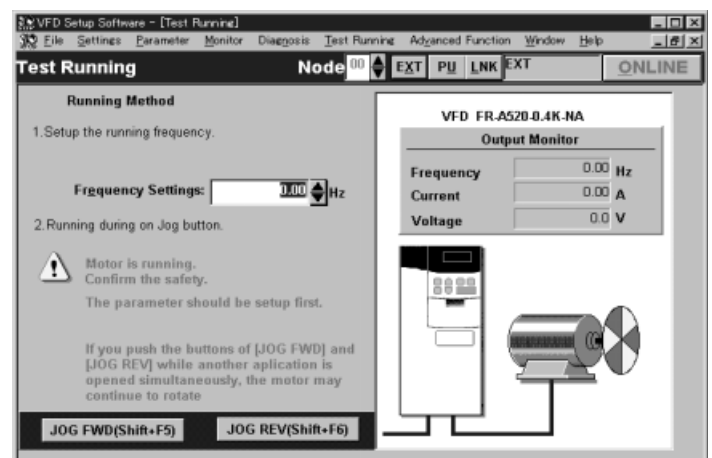 VFD Setup Software - [Test Running]
File Settings Parameter Monitor Diagnosis Test Running Advanced Function Window Help
Test Running Node 00 EXT PU LNK EXT ONLINE
Running Method
1.Setup the running frequency.
Frequency Settings: 0.00 Hz
2.Running during on Jog button.
Motor is running.
Confirm the safety.
The parameter should be setup first.
If you push the buttons of [JOG FWD] and
[JOG REV] while another aplication is
opened simultaneously, the motor may
continue to rotate
JOG FWD(Shift+F5) JOG REV(Shift+F6)
VFD FR-A520-0.4K-NA
Output Monitor
Frequency 0.00 Hz
Current 0.00 A
Voltage 0.0 V